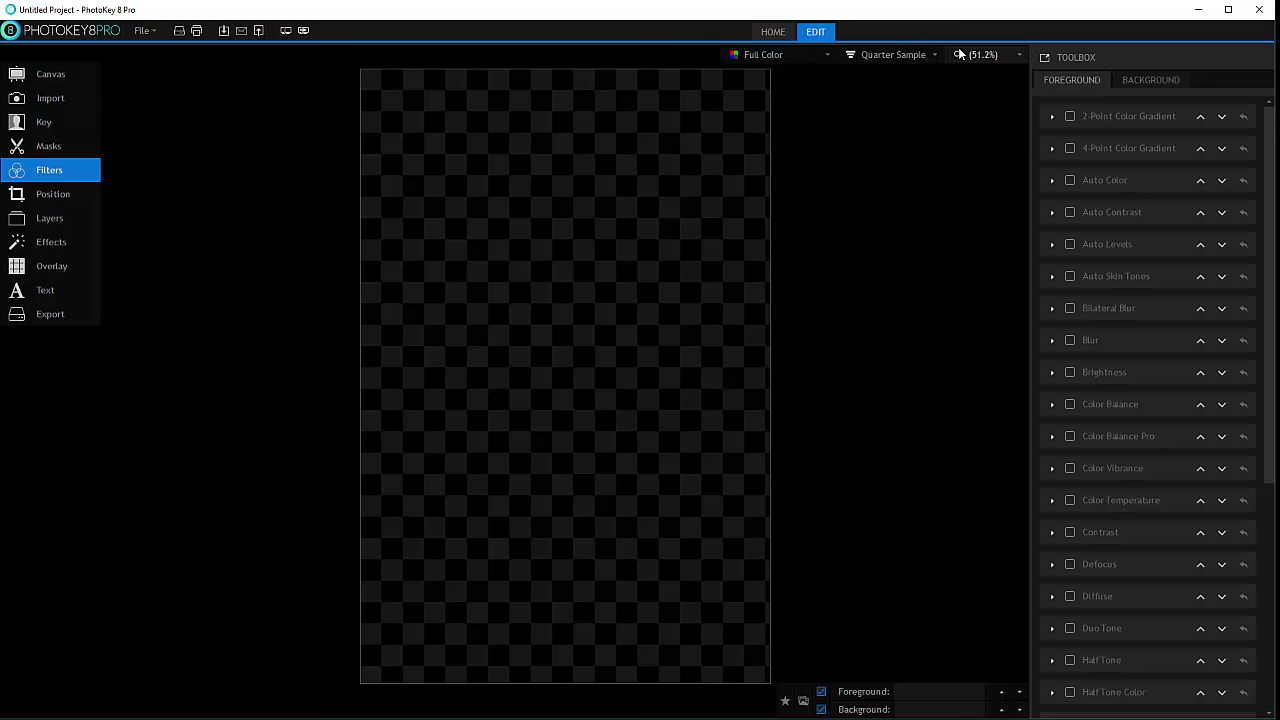 Untitled Project - PhotoKey 8 Pro
8 PHOTOKEY8PRO File HOME EDIT
Full Color Quarter Sample (51.2%)
TOOLBOX
FOREGROUND BACKGROUND
Canvas
Import
Key
Masks
Filters
Position
Layers
Effects
Overlay
Text
Export
2-Point Color Gradient
4-Point Color Gradient
Auto Color
Auto Contrast
Auto Levels
Auto Skin Tones
Bilateral Blur
Blur
Brightness
Color Balance
Color Balance Pro
Color Vibrance
Color Temperature
Contrast
Defocus
Diffuse
Duo Tone
Half Tone
Half Tone Color
Foreground:
Background: